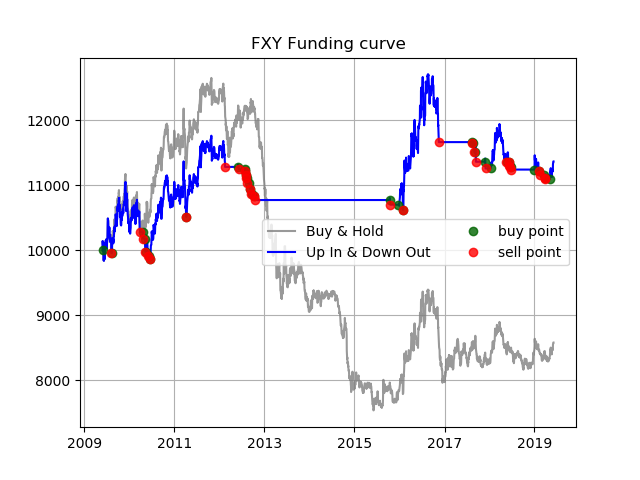 FXY Funding curve
12000
11000
10000
9000
8000
Buy & Hold
Up In & Down Out
buy point
sell point
2009 2011 2013 2015 2017 2019